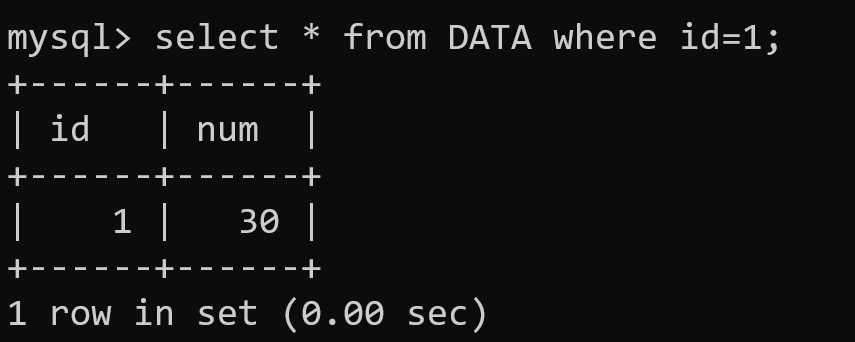 mysql> select * from DATA where id=1;
+------+------+
| id   | num  |
+------+------+
|    1 |   30 |
+------+------+
1 row in set (0.00 sec)